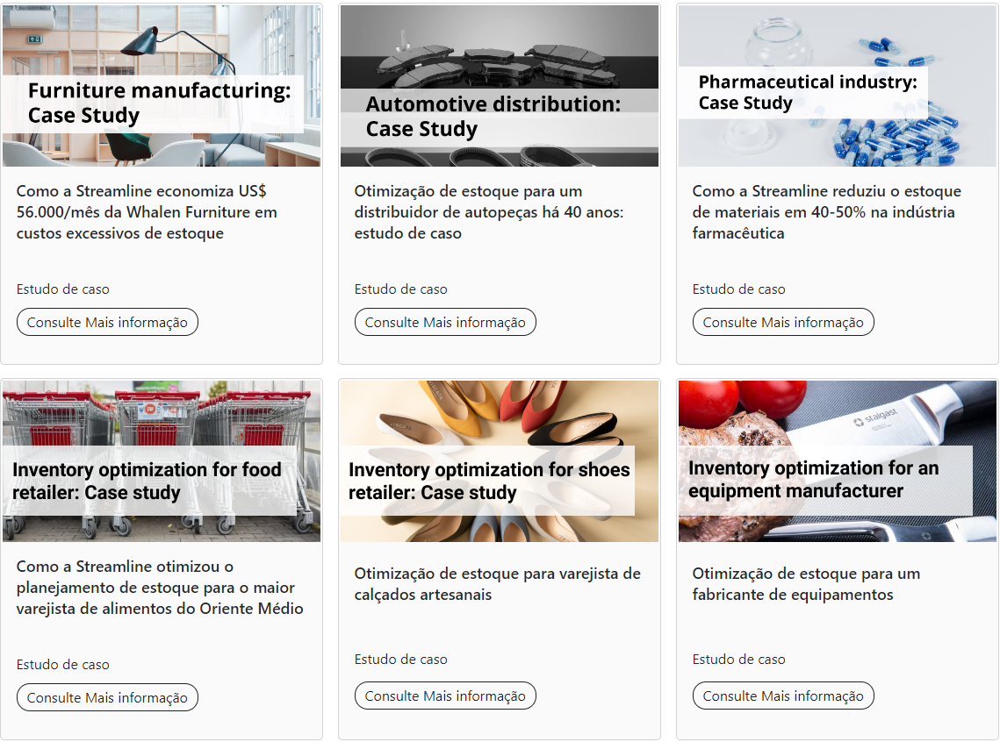 Furniture manufacturing:
Case Study
Como a Streamline economiza US$
56.000/mês da Whalen Furniture em
custos excessivos de estoque
Estudo de caso
Consulte Mais informação
Automotive distribution:
Case Study
Otimização de estoque para um
distribuidor de autopeças há 40 anos:
estudo de caso
Estudo de caso
Consulte Mais informação
Pharmaceutical industry:
Case Study
Como a Streamline reduziu o estoque
de materiais em 40-50% na indústria
farmacêutica
Estudo de caso
Consulte Mais informação
Inventory optimization for food
retailer: Case study
Como a Streamline otimizou o
planejamento de estoque para o maior
varejista de alimentos do Oriente Médio
Estudo de caso
Consulte Mais informação
Inventory optimization for shoes
retailer: Case study
Otimização de estoque para varejista de
calçados artesanais
Estudo de caso
Consulte Mais informação
stalgast
Inventory optimization for an
equipment manufacturer
Otimização de estoque para um
fabricante de equipamentos
Estudo de caso
Consulte Mais informação